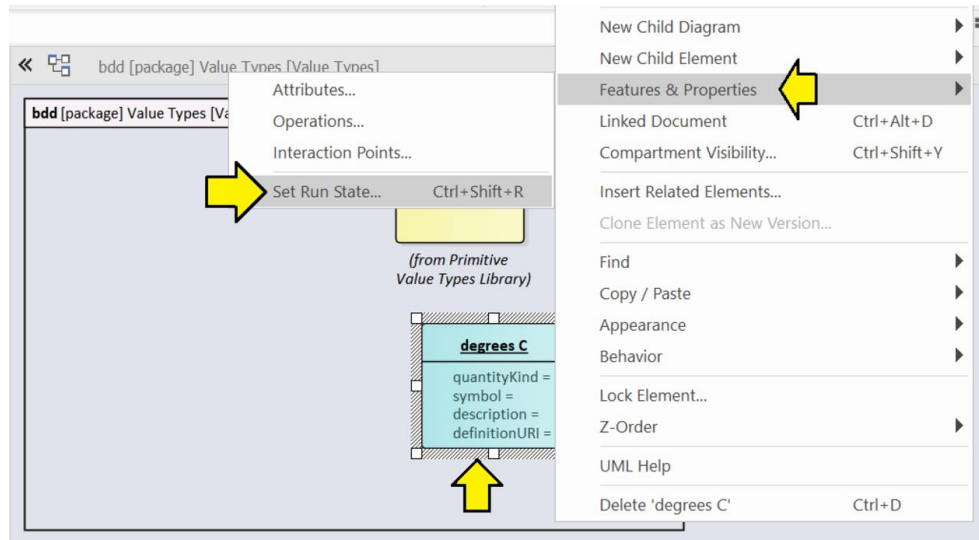 bdd [package] Value Types [Value Types]
bdd [package] Value Types [Va
(from Primitive
Value Types Library)
degrees C
quantityKind =
symbol =
description =
definitionURI =
Attributes...
Operations...
Interaction Points...
Set Run State... Ctrl+Shift+R
New Child Diagram
New Child Element
Features & Properties
Linked Document Ctrl+Alt+D
Compartment Visibility... Ctrl+Shift+Y
Insert Related Elements...
Clone Element as New Version...
Find
Copy / Paste
Appearance
Behavior
Lock Element...
Z-Order
UML Help
Delete 'degrees C' Ctrl+D